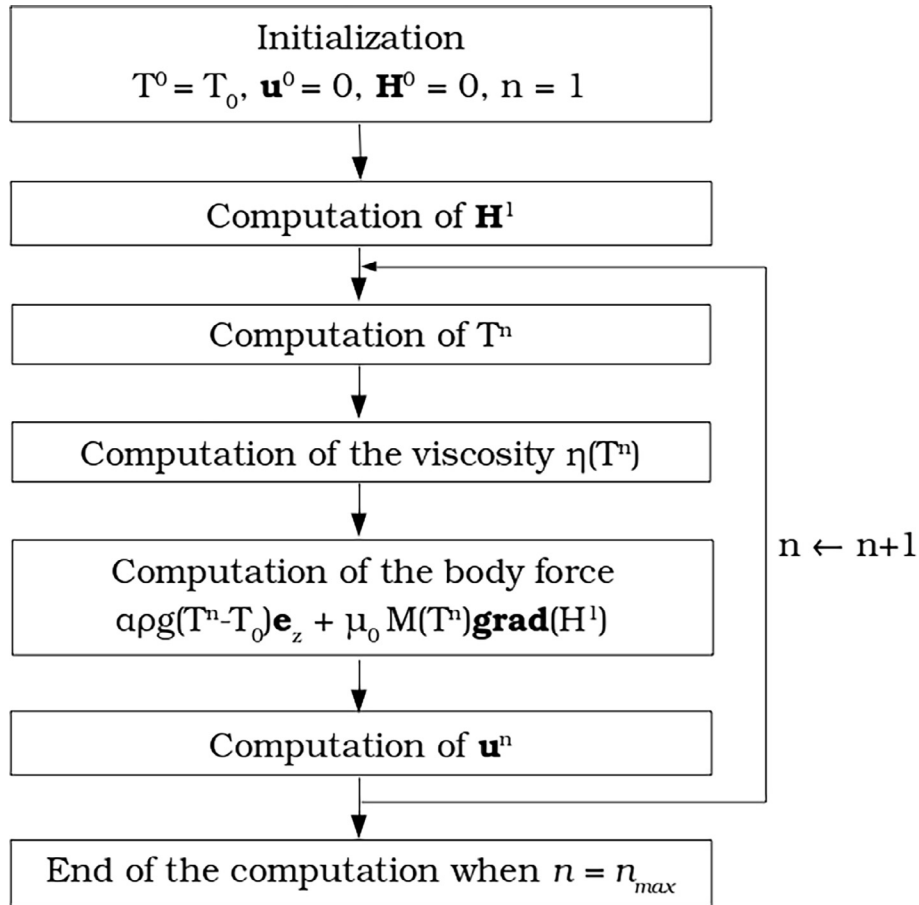 Initialization
T⁰ = T₀, u⁰ = 0, H⁰ = 0, n = 1
Computation of H¹
Computation of Tⁿ
Computation of the viscosity η(Tⁿ)
Computation of the body force
αρg(Tⁿ-T₀)e_z + μ₀ M(Tⁿ)grad(H¹)
Computation of uⁿ
n ← n+1
End of the computation when n = n_max